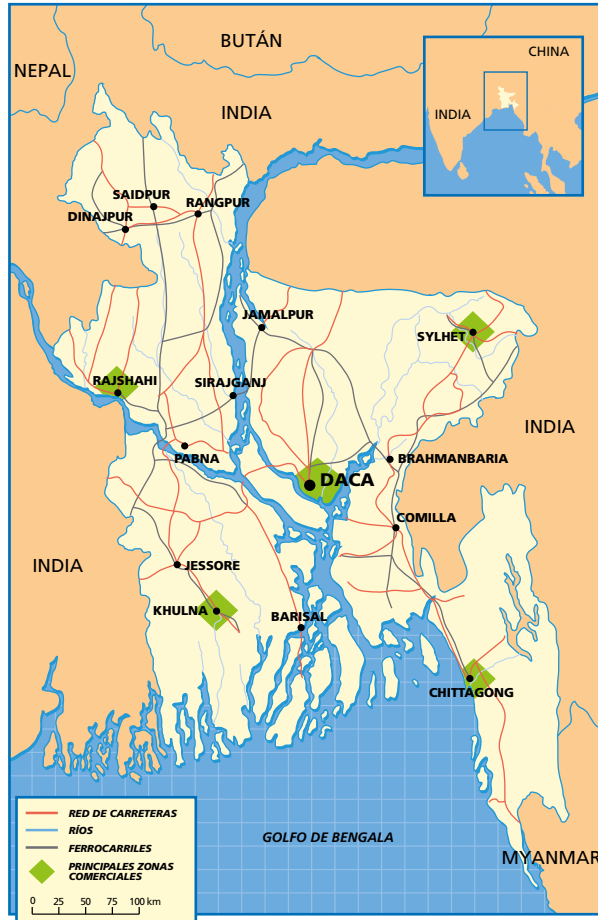 BUTÁN
NEPAL
INDIA
CHINA
INDIA
SAIDPUR
RANGPUR
DINAJPUR
JAMALPUR
SYLHET
RAJSHAHI
SIRAJGANJ
INDIA
PABNA
BRAHMANBARIA
DACA
COMILLA
INDIA
JESSORE
KHULNA
BARISAL
CHITTAGONG
GOLFO DE BENGALA
MYANMAR
RED DE CARRETERAS
RÍOS
FERROCARRILES
PRINCIPALES ZONAS
COMERCIALES
0 25 50 75 100 km